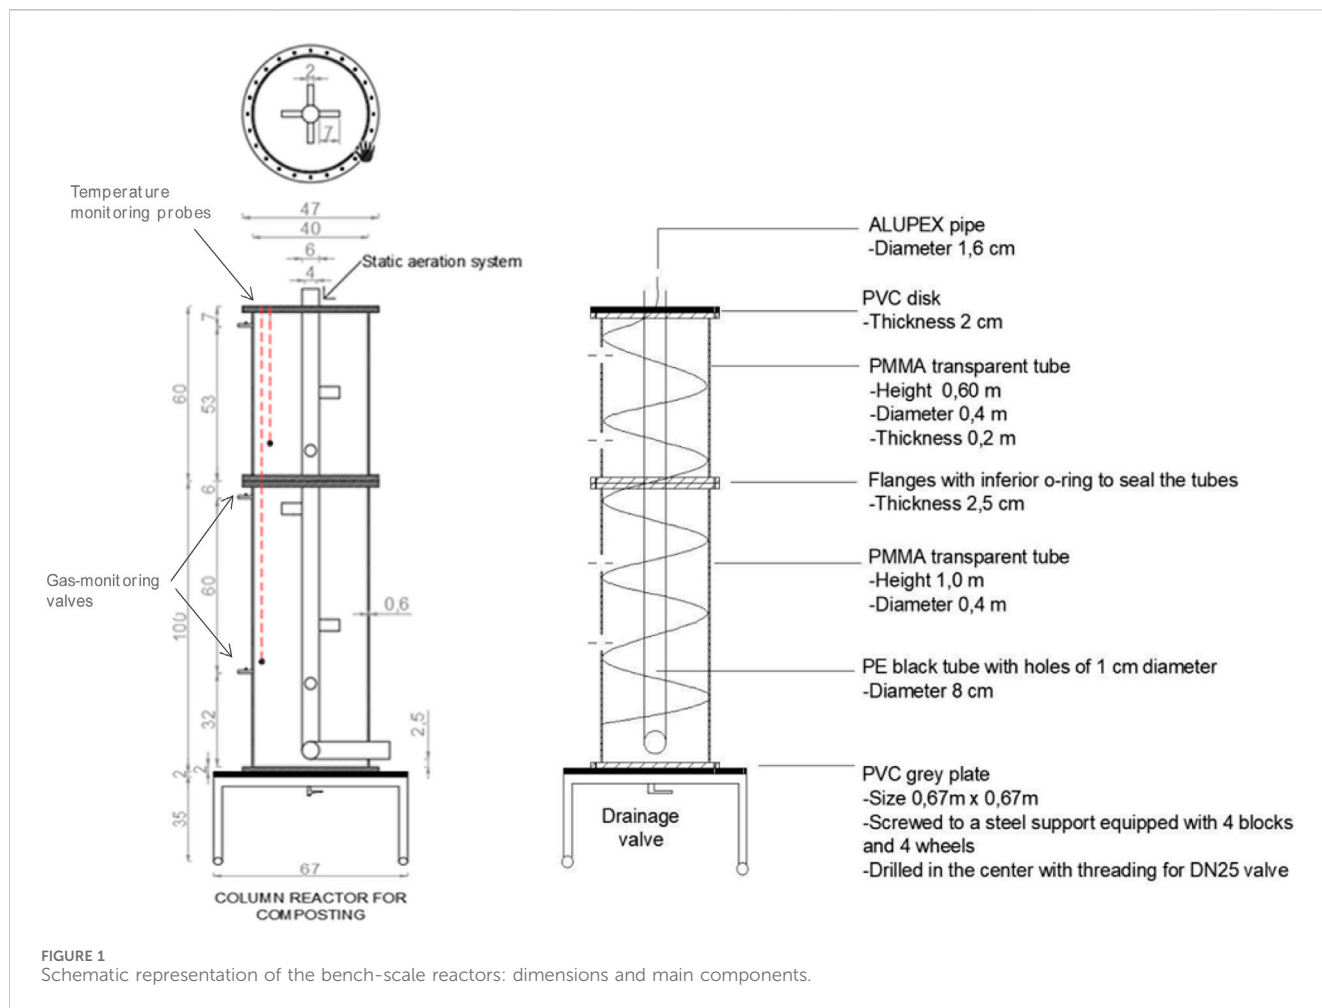 2
7
Temperature
monitoring probes
47
40
6
4
Static aeration system
7
60
53
6
Gas-monitoring
valves
60
100
0,6
32
2,5
2
2
35
67
COLUMN REACTOR FOR
COMPOSTING
ALUPEX pipe
-Diameter 1,6 cm
PVC disk
-Thickness 2 cm
PMMA transparent tube
-Height 0,60 m
-Diameter 0,4 m
-Thickness 0,2 m
Flanges with inferior o-ring to seal the tubes
-Thickness 2,5 cm
PMMA transparent tube
-Height 1,0 m
-Diameter 0,4 m
PE black tube with holes of 1 cm diameter
-Diameter 8 cm
PVC grey plate
-Size 0,67m x 0,67m
-Screwed to a steel support equipped with 4 blocks
and 4 wheels
-Drilled in the center with threading for DN25 valve
Drainage
valve
FIGURE 1
Schematic representation of the bench-scale reactors: dimensions and main components.